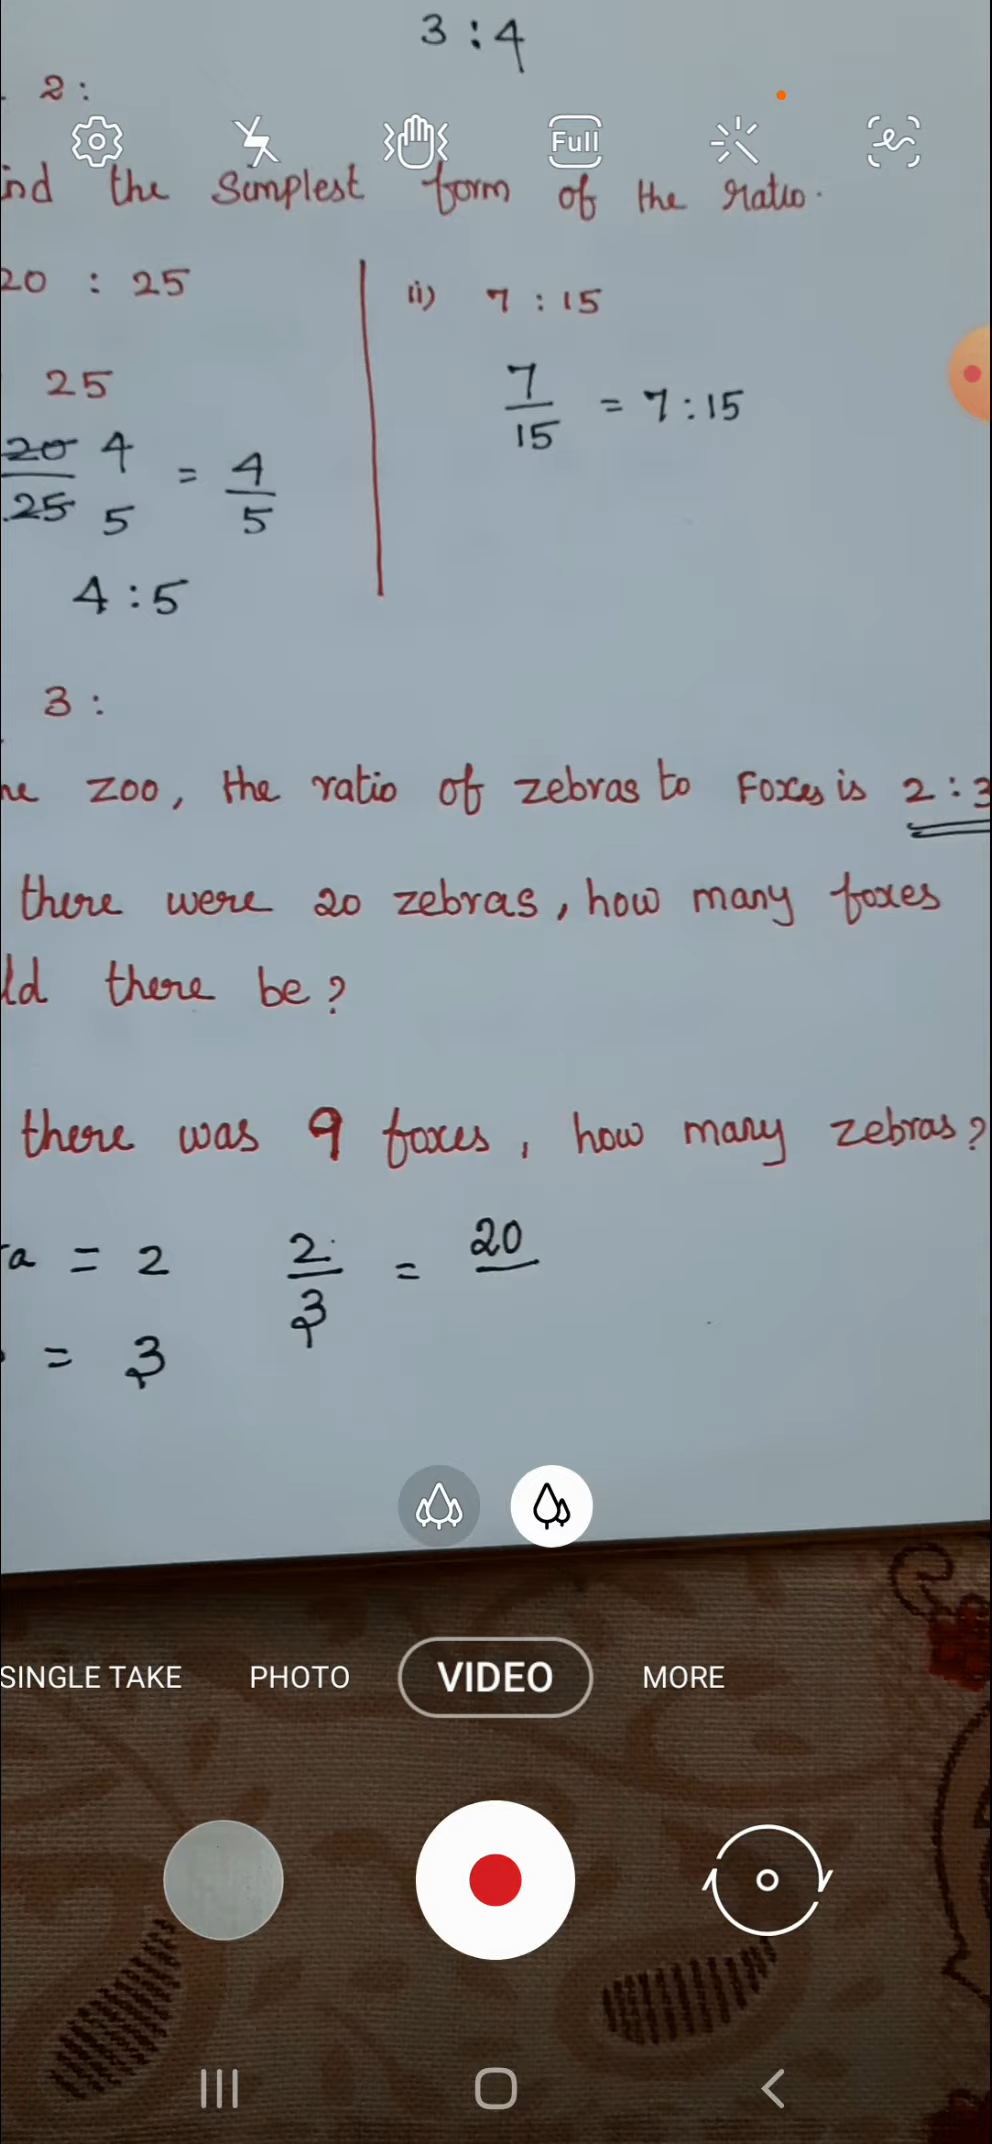 3 : 4
2 :
Full
the Simplest form of the ratio.
20 : 25
(ii) 7 : 15
25
7/15 = 7:15
20/25 4/5 = 4/5
4 : 5
3 :
zoo, the ratio of zebras to Foxes is 2 : 3
there were 20 zebras, how many foxes
there be?
there was 9 foxes, how many zebras?
= 2 2/3 = 20
= 3
SINGLE TAKE PHOTO VIDEO MORE